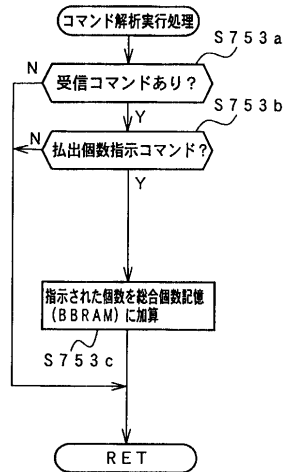 コマンド解析実行処理
S753a
N
受信コマンドあり?
Y
S753b
N
払出個数指示コマンド?
Y
指示された個数を総合個数記憶
(BBRAM)に加算
S753c
RET